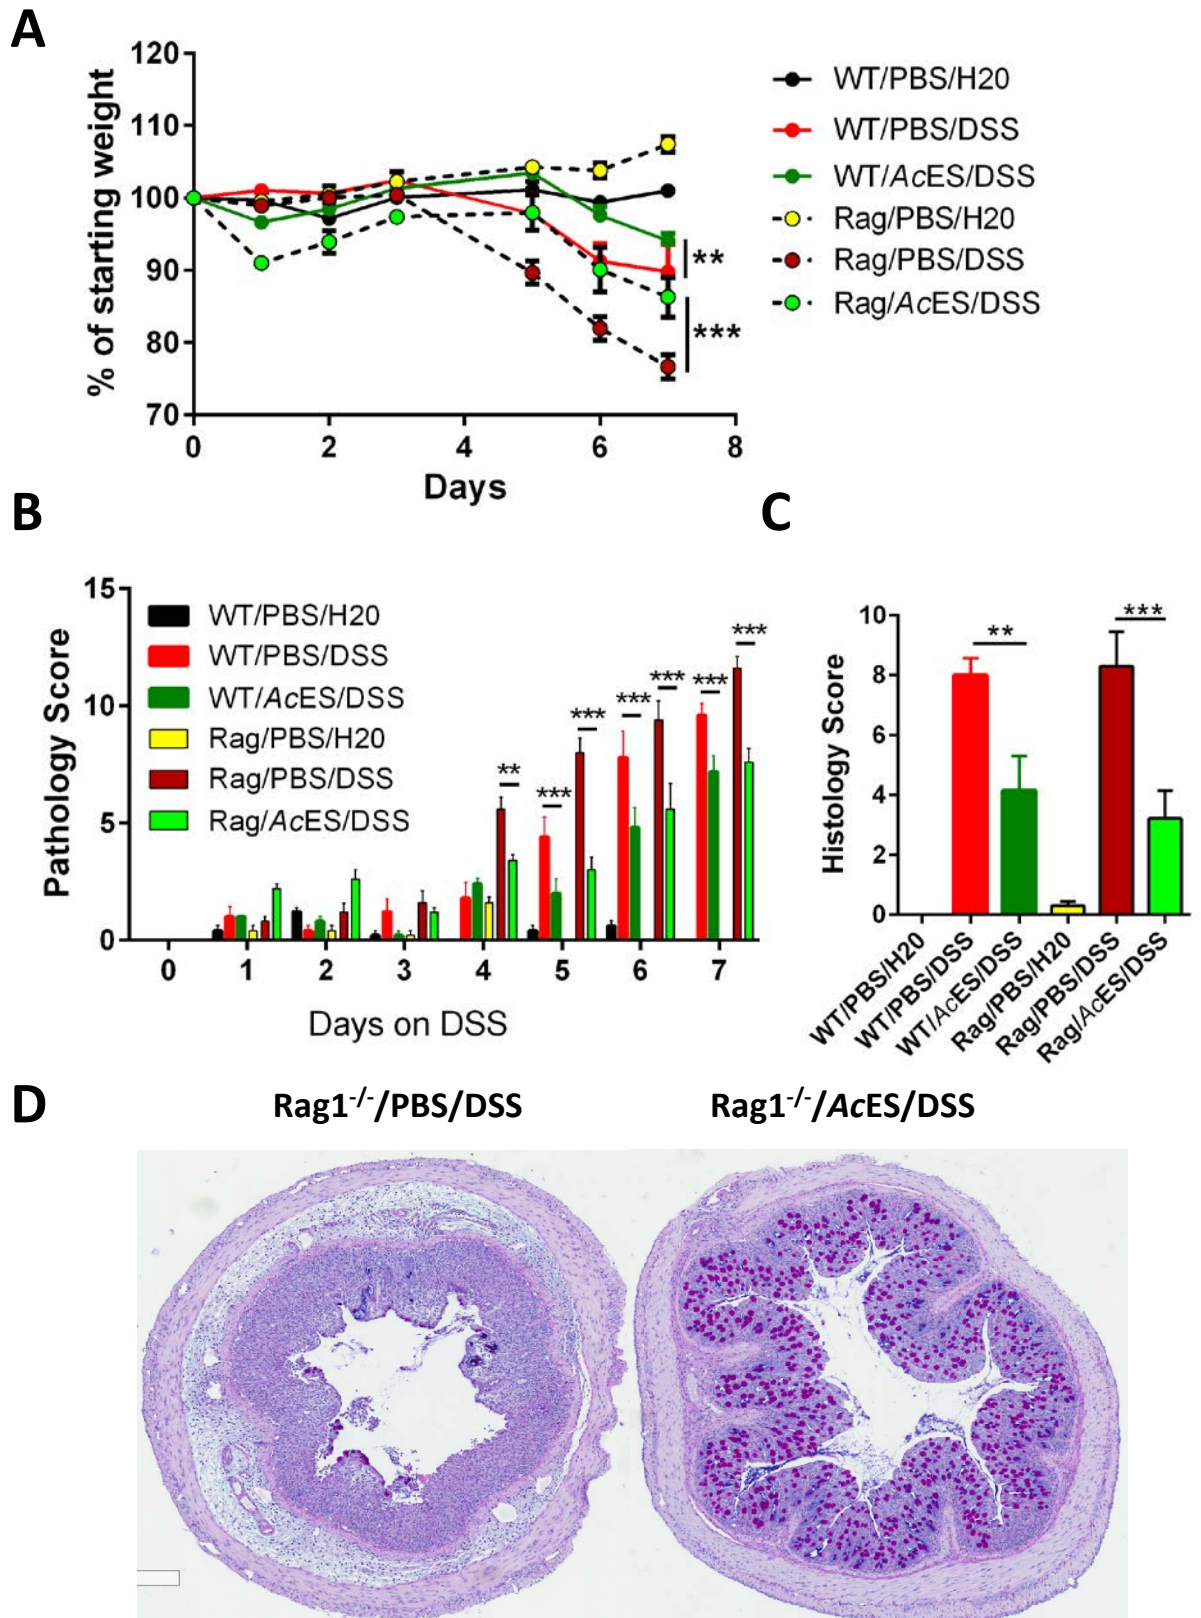 A
120
110
100
90
80
70
% of starting weight
0 2 4 6 8
Days
**
***
WT/PBS/H20
WT/PBS/DSS
WT/AcES/DSS
Rag/PBS/H20
Rag/PBS/DSS
Rag/AcES/DSS
B
15
10
5
0
Pathology Score
WT/PBS/H20
WT/PBS/DSS
WT/AcES/DSS
Rag/PBS/H20
Rag/PBS/DSS
Rag/AcES/DSS
**
***
***
***
***
***
***
0 1 2 3 4 5 6 7
Days on DSS
C
10
8
6
4
2
0
Histology Score
**
***
WT/PBS/H20
WT/PBS/DSS
WT/AcES/DSS
Rag/PBS/H20
Rag/PBS/DSS
Rag/AcES/DSS
D
Rag1-/-/PBS/DSS
Rag1-/-/AcES/DSS